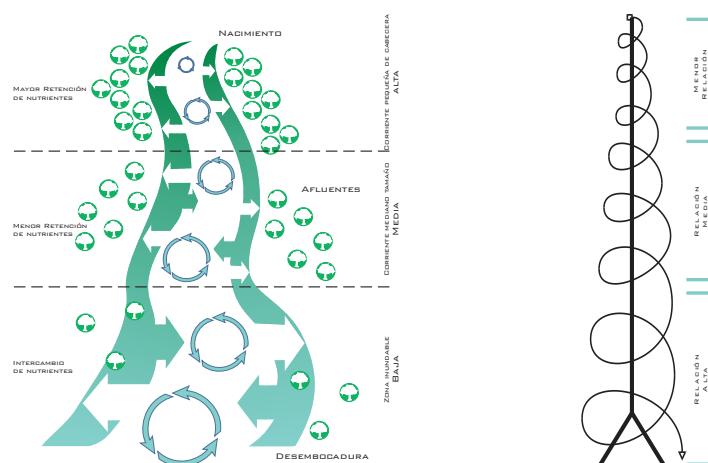 Nacimiento
Mayor Retención
de nutrientes
Corriente pequeña de cabecera
ALTA
Menor
Relación
Afluentes
Menor Retención
de nutrientes
Corriente mediano tamaño
Media
Relación
Media
Intercambio
de nutrientes
Zona inundable
Baja
Relación
Alta
Desembocadura